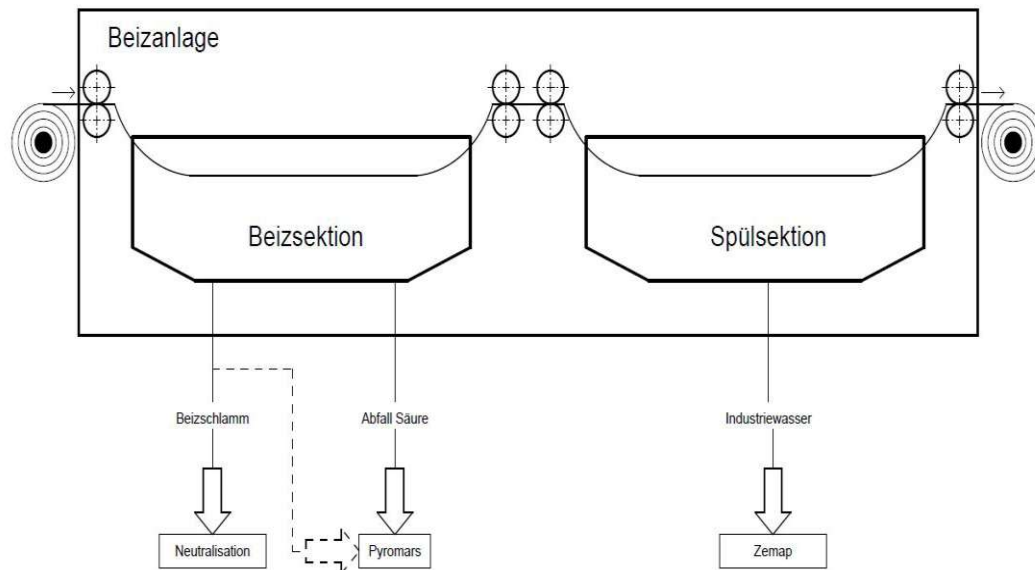 Beizanlage
Beizsektion
Spülsektion
Beizschlamm
Abfall Säure
Industriewasser
Neutralisation
Pyromars
Zemap